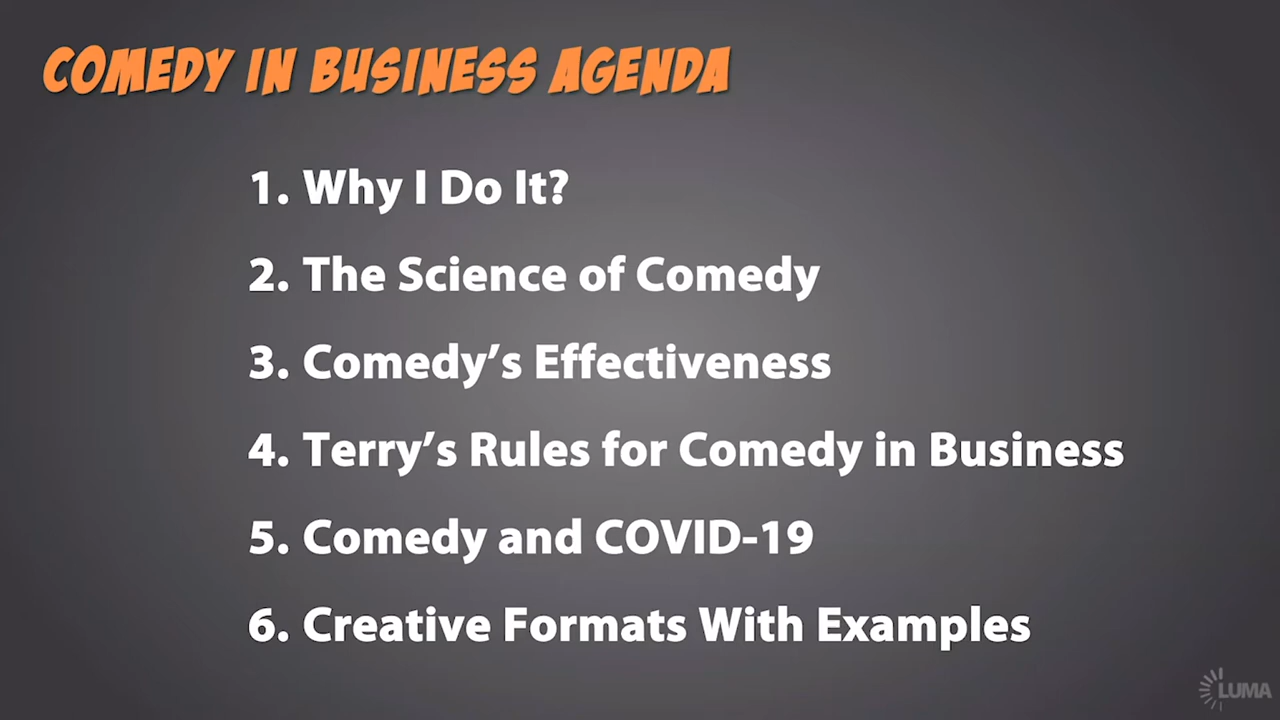 COMEDY IN BUSINESS AGENDA
1. Why I Do It?
2. The Science of Comedy
3. Comedy’s Effectiveness
4. Terry’s Rules for Comedy in Business
5. Comedy and COVID-19
6. Creative Formats With Examples
LUMA